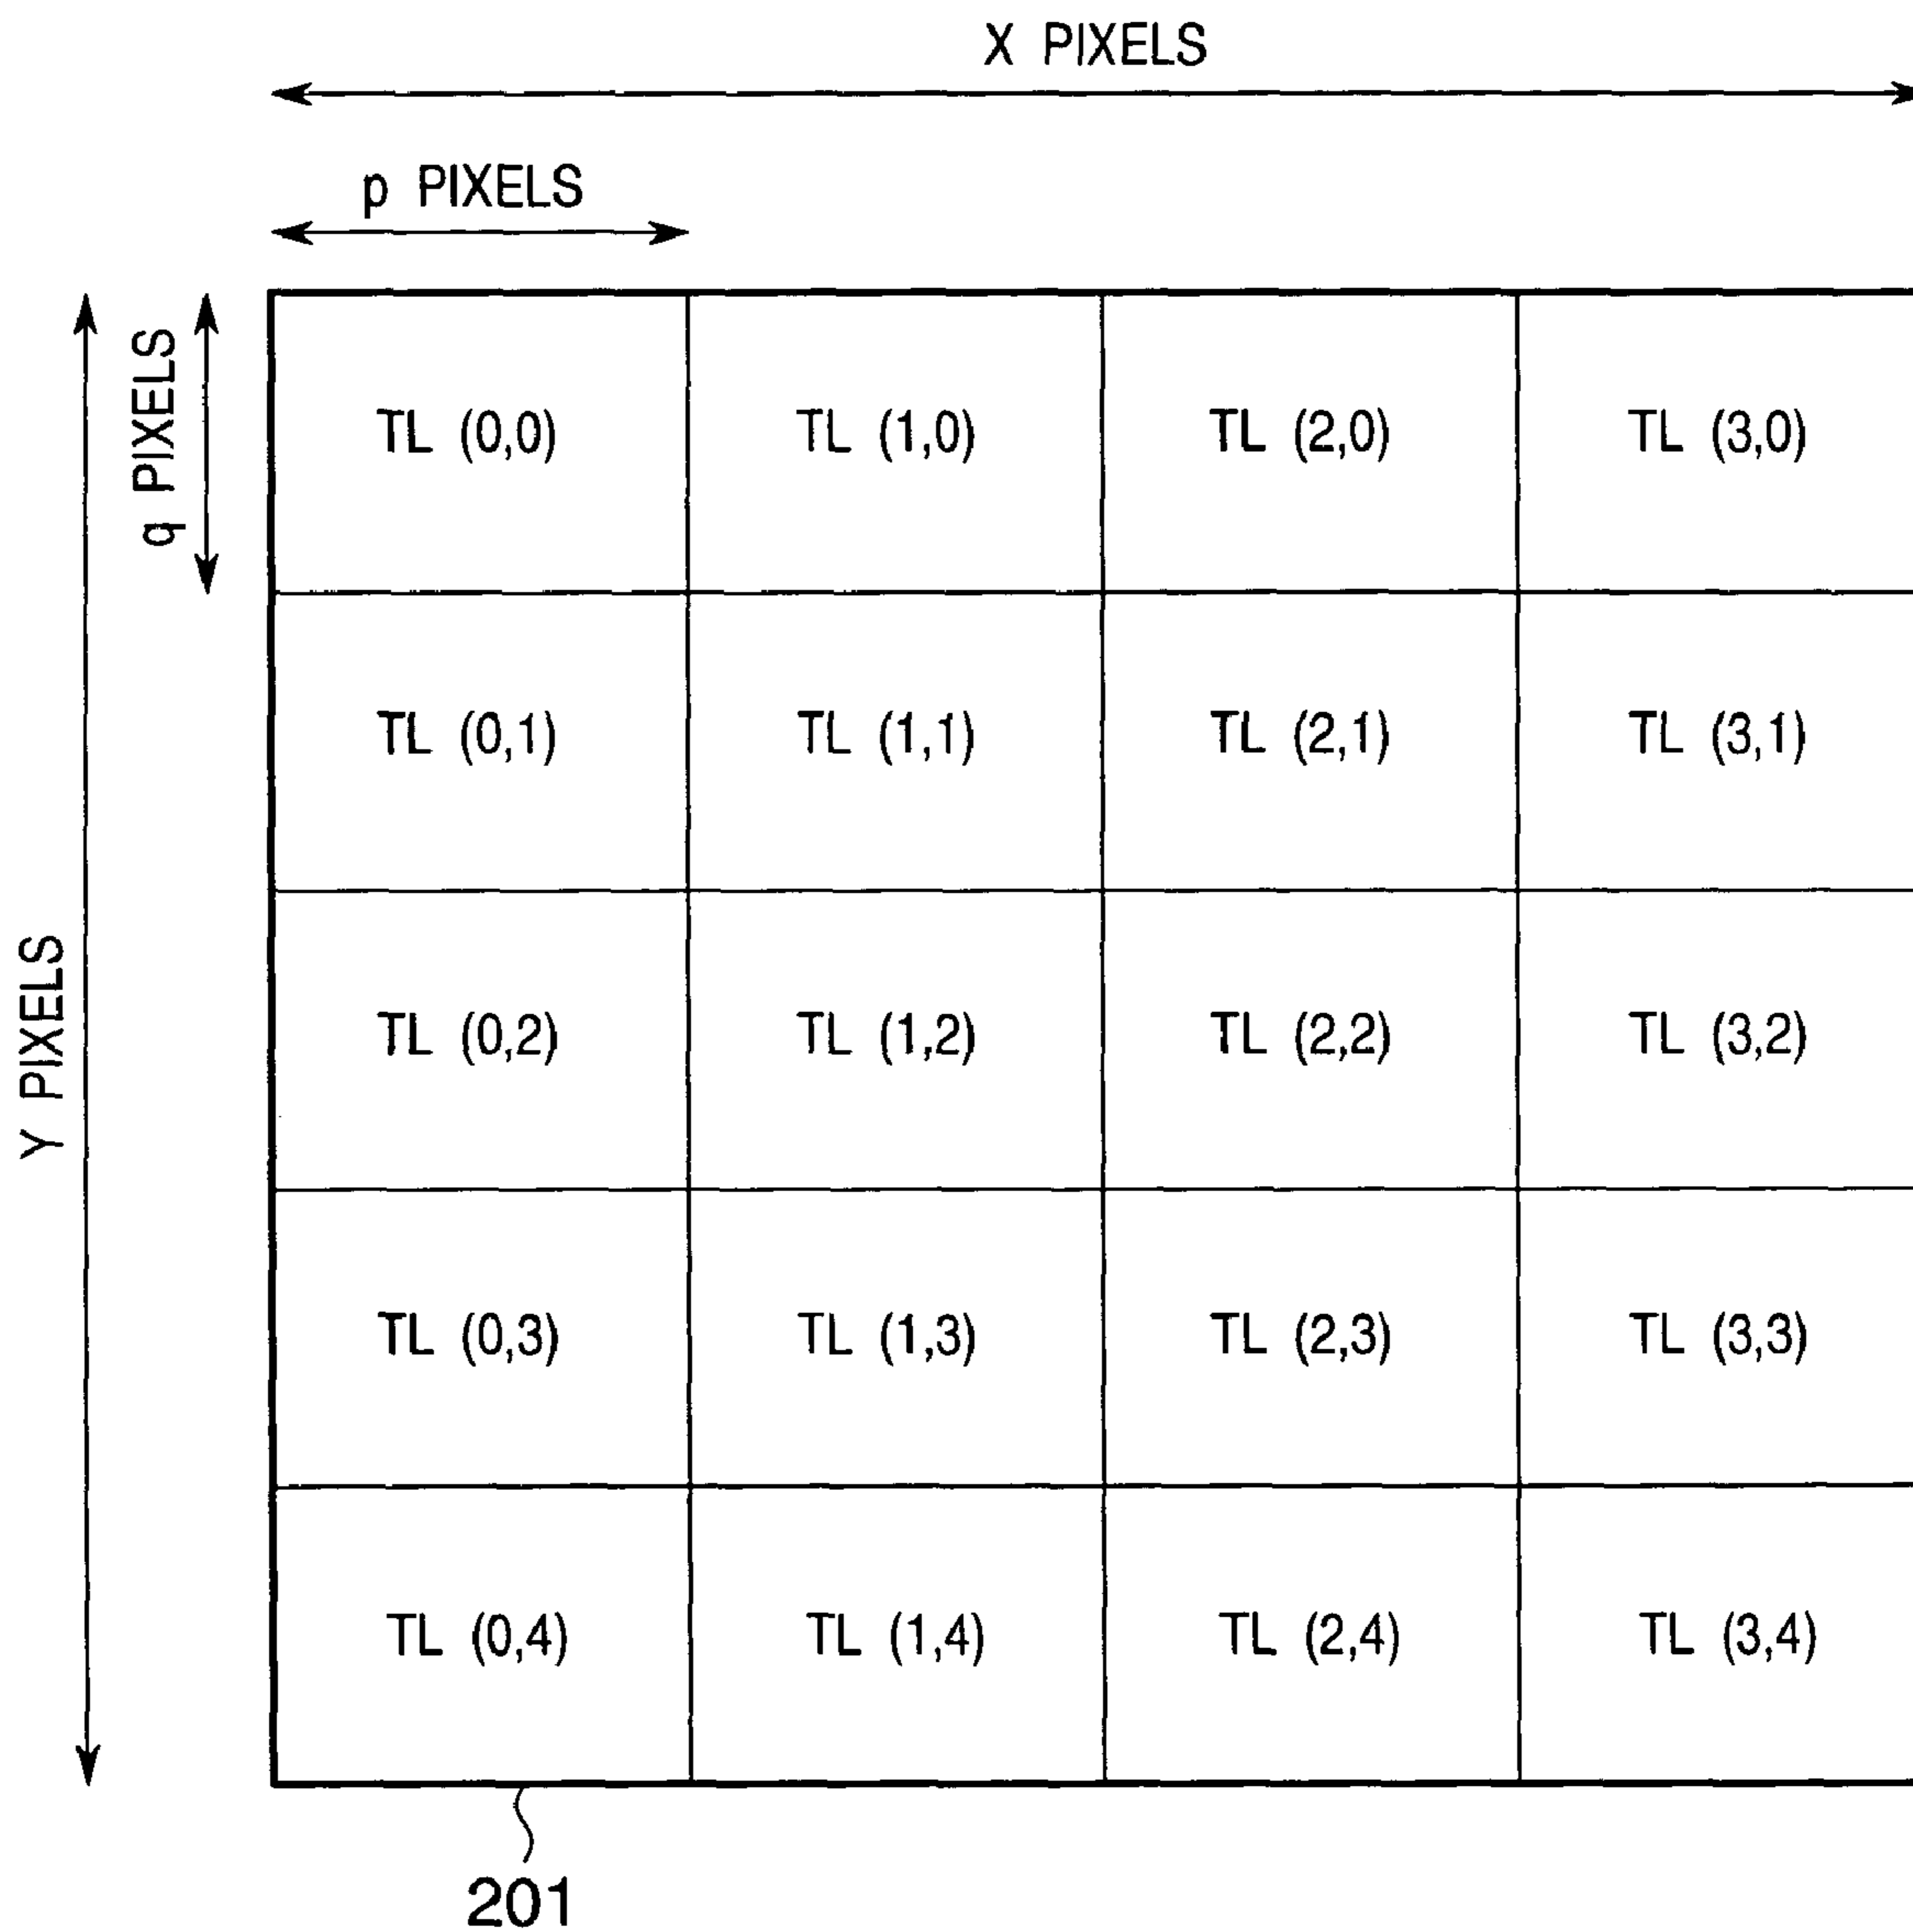 X PIXELS
p PIXELS
q PIXELS
Y PIXELS
TL (0,0) TL (1,0) TL (2,0) TL (3,0)
TL (0,1) TL (1,1) TL (2,1) TL (3,1)
TL (0,2) TL (1,2) TL (2,2) TL (3,2)
TL (0,3) TL (1,3) TL (2,3) TL (3,3)
TL (0,4) TL (1,4) TL (2,4) TL (3,4)
201